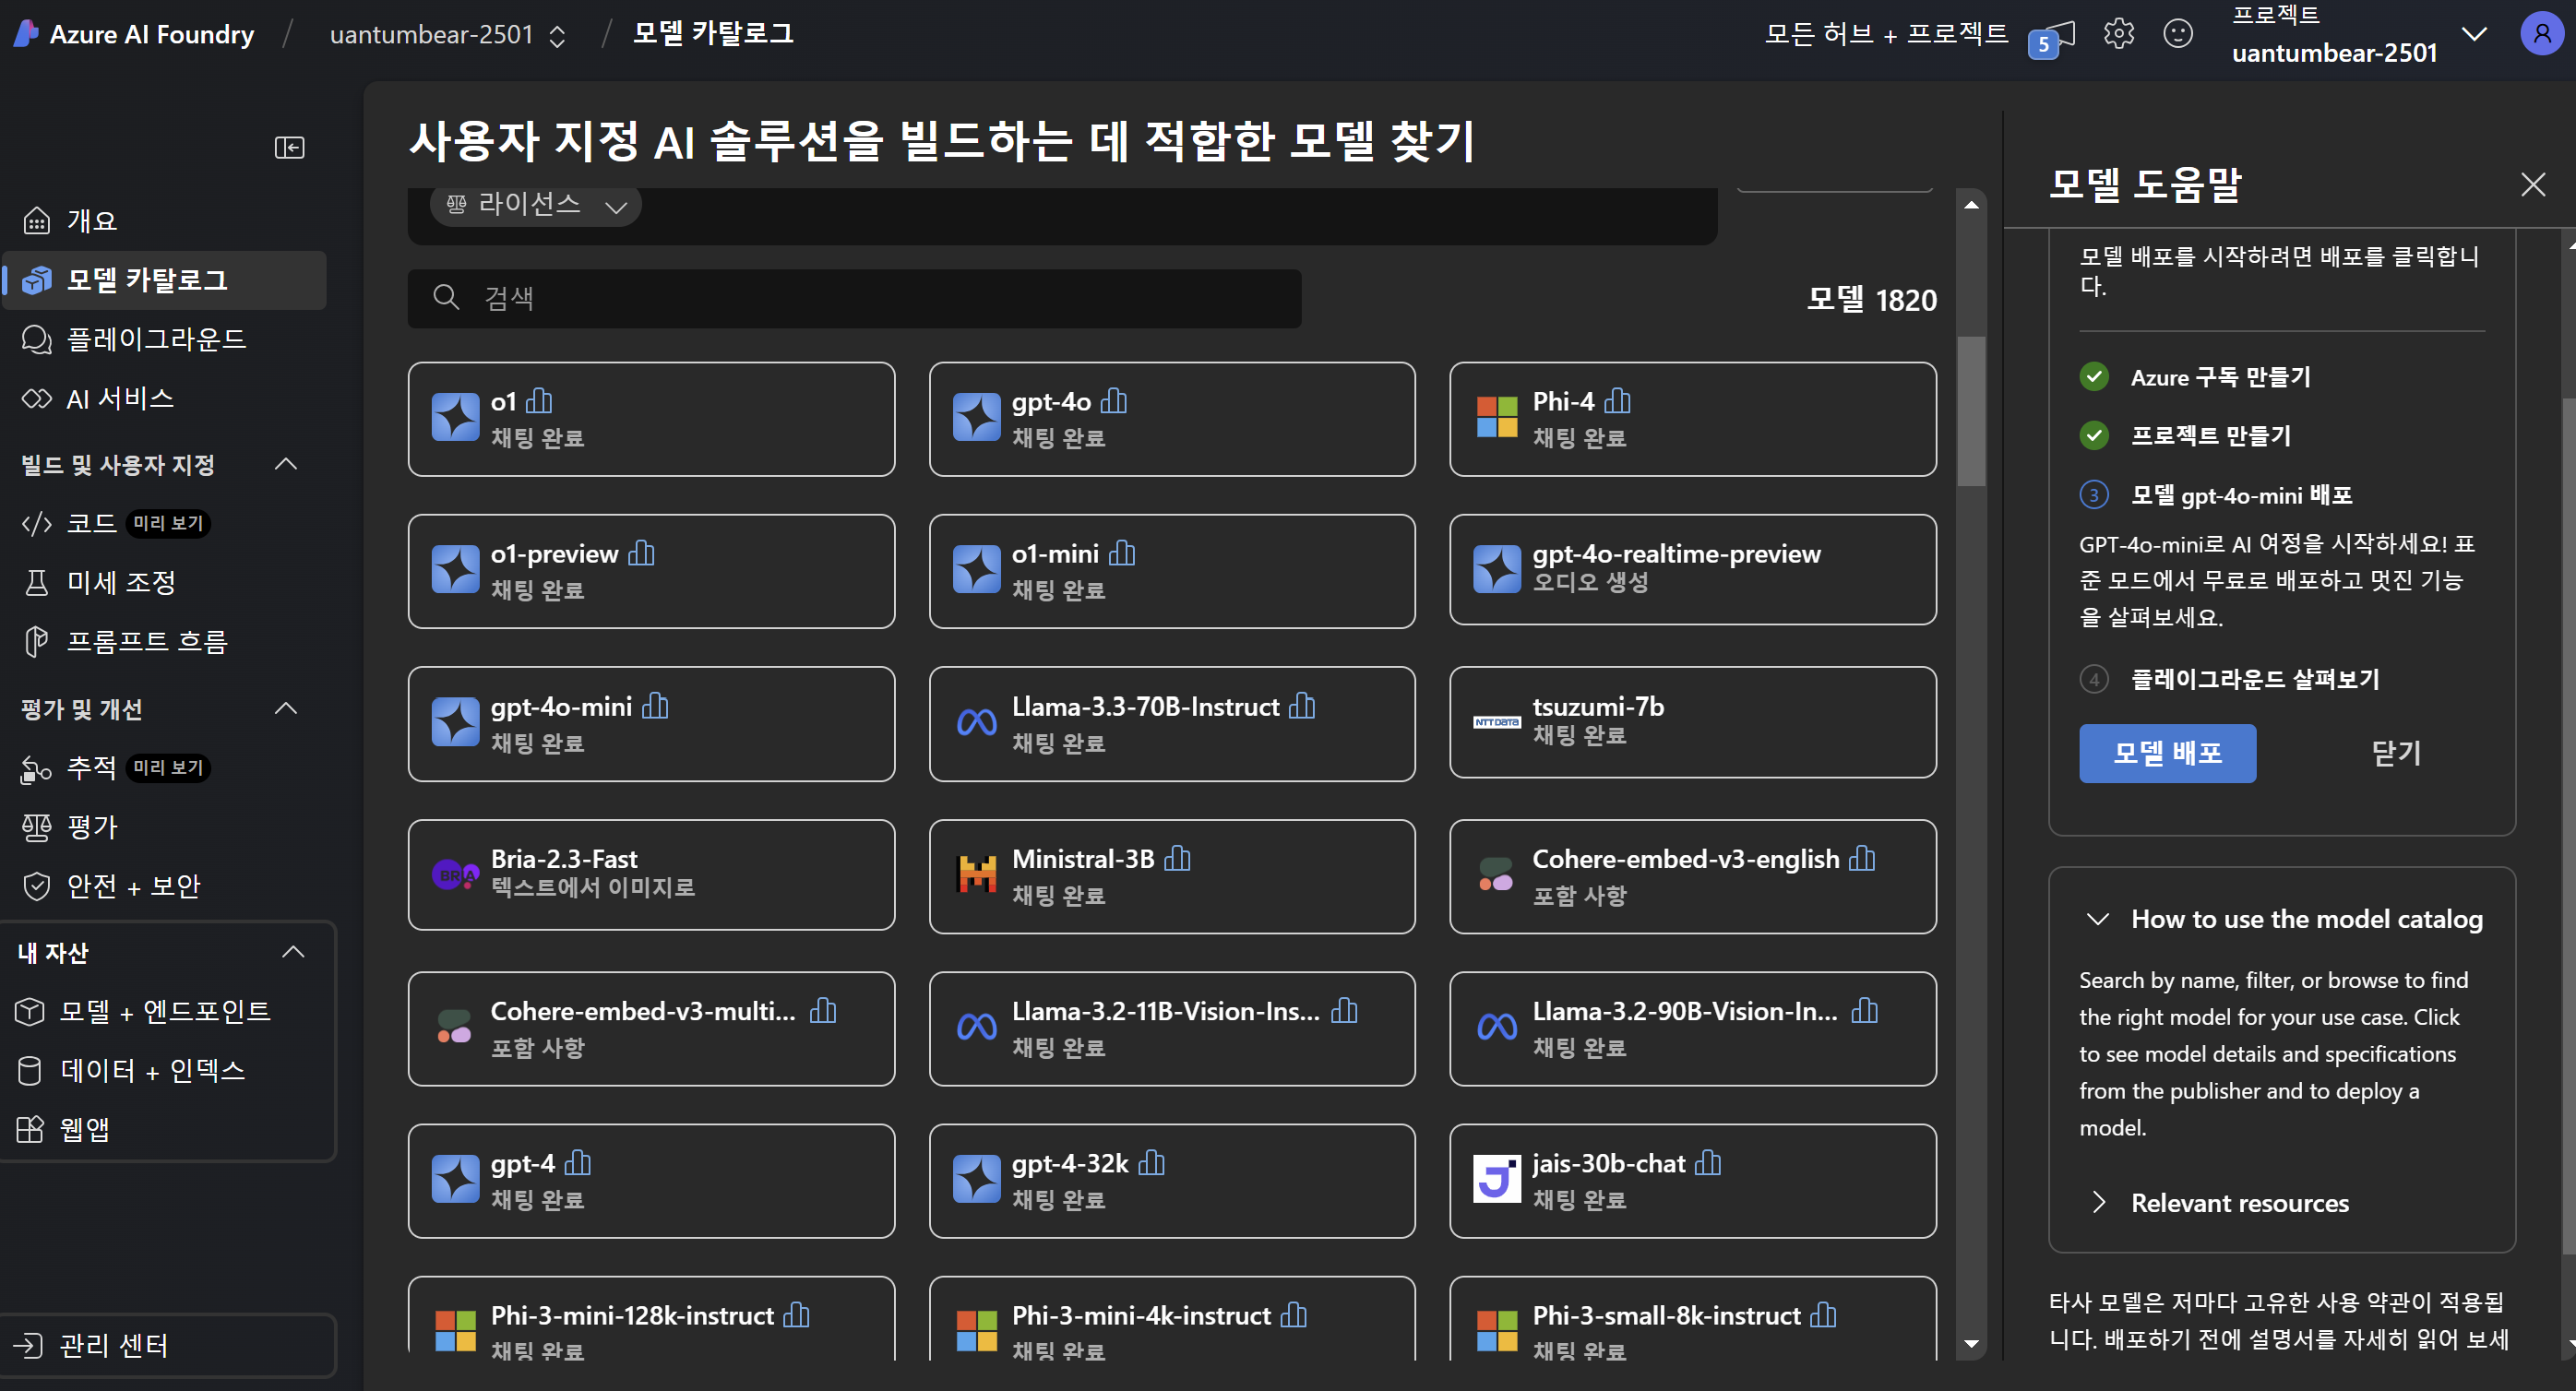 Azure AI Foundry / uantumbear-2501 / 모델 카탈로그
모든 허브 + 프로젝트
5
프로젝트
uantumbear-2501
개요
모델 카탈로그
플레이그라운드
AI 서비스
빌드 및 사용자 지정
코드 미리 보기
미세 조정
프롬프트 흐름
평가 및 개선
추적 미리 보기
평가
안전 + 보안
내 자산
모델 + 엔드포인트
데이터 + 인덱스
웹앱
관리 센터
사용자 지정 AI 솔루션을 빌드하는 데 적합한 모델 찾기
라이선스
검색
모델 1820
o1
채팅 완료
gpt-4o
채팅 완료
Phi-4
채팅 완료
o1-preview
채팅 완료
o1-mini
채팅 완료
gpt-4o-realtime-preview
오디오 생성
gpt-4o-mini
채팅 완료
Llama-3.3-70B-Instruct
채팅 완료
NTT DATA
tsuzumi-7b
채팅 완료
BRIA
Bria-2.3-Fast
텍스트에서 이미지로
Ministral-3B
채팅 완료
Cohere-embed-v3-english
포함 사항
Cohere-embed-v3-multi...
포함 사항
Llama-3.2-11B-Vision-Ins...
채팅 완료
Llama-3.2-90B-Vision-In...
채팅 완료
gpt-4
채팅 완료
gpt-4-32k
채팅 완료
jais-30b-chat
채팅 완료
Phi-3-mini-128k-instruct
채팅 완료
Phi-3-mini-4k-instruct
채팅 완료
Phi-3-small-8k-instruct
채팅 완료
모델 도움말
모델 배포를 시작하려면 배포를 클릭합니
다.
Azure 구독 만들기
프로젝트 만들기
3 모델 gpt-4o-mini 배포
GPT-4o-mini로 AI 여정을 시작하세요! 표
준 모드에서 무료로 배포하고 멋진 기능
을 살펴보세요.
4 플레이그라운드 살펴보기
모델 배포
닫기
How to use the model catalog
Search by name, filter, or browse to find
the right model for your use case. Click
to see model details and specifications
from the publisher and to deploy a
model.
Relevant resources
타사 모델은 저마다 고유한 사용 약관이 적용됩
니다. 배포하기 전에 설명서를 자세히 읽어 보세